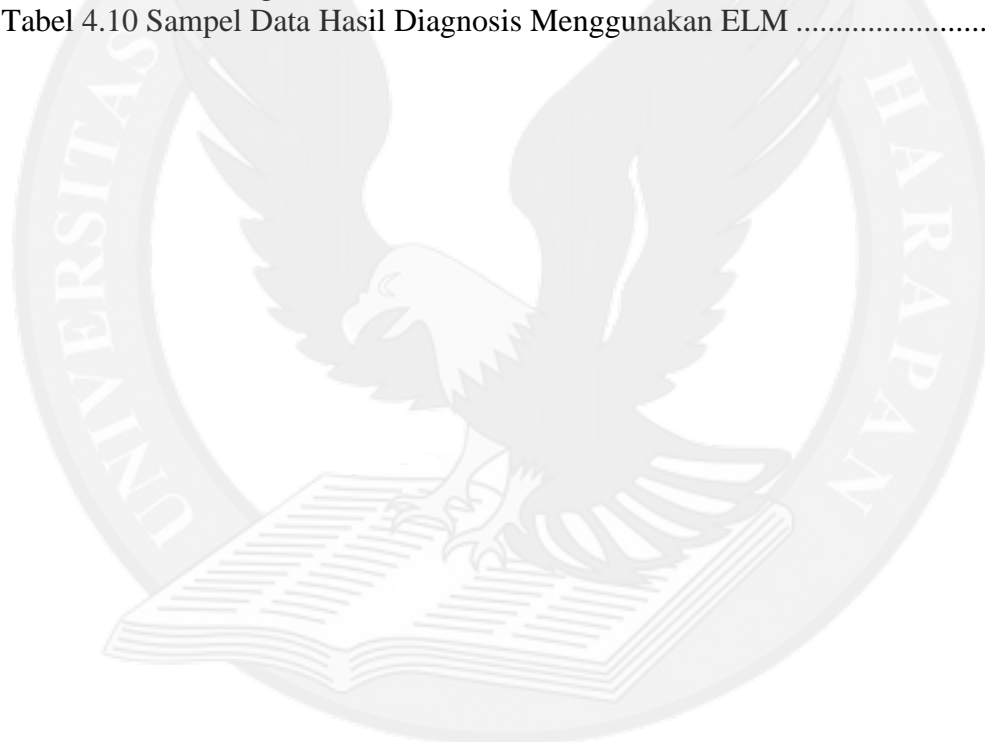 Tabel 4.10 Sampel Data Hasil Diagnosis Menggunakan ELM ........................
UNIVERSITAS
HARAPAN